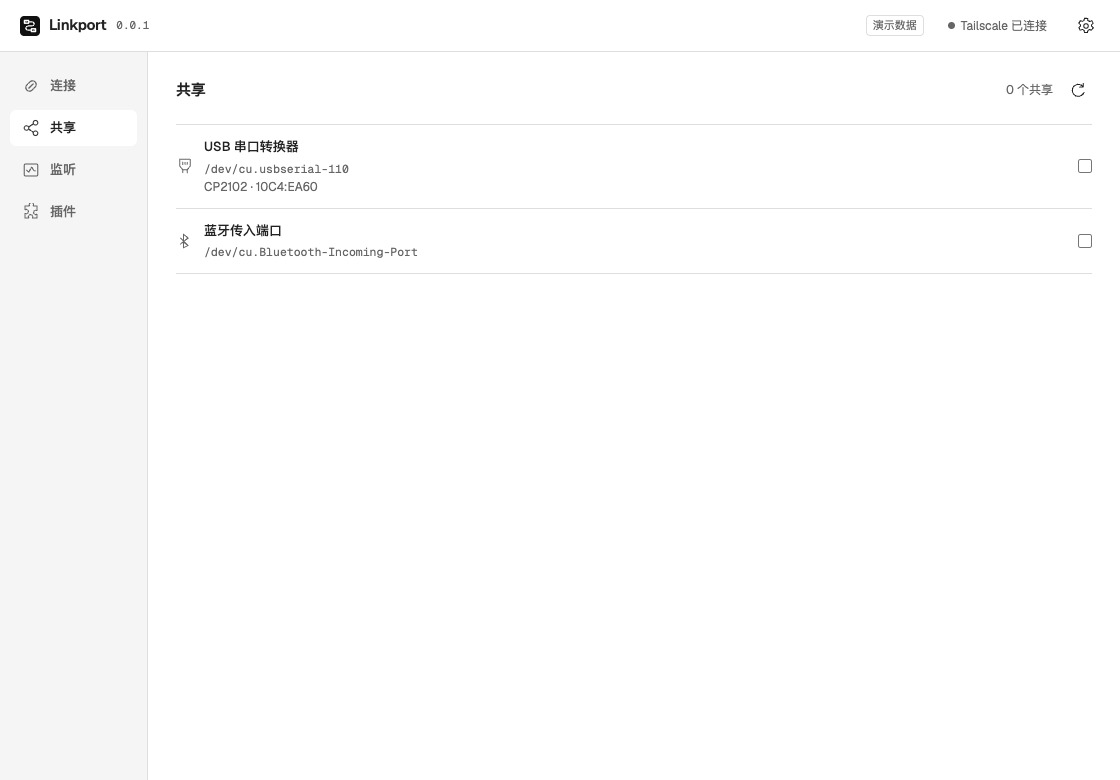 Linkport 0.0.1
演示数据
Tailscale 已连接
连接
共享
监听
插件
共享
0 个共享
USB 串口转换器
/dev/cu.usbserial-110
CP2102 · 10C4:EA60
蓝牙传入端口
/dev/cu.Bluetooth-Incoming-Port